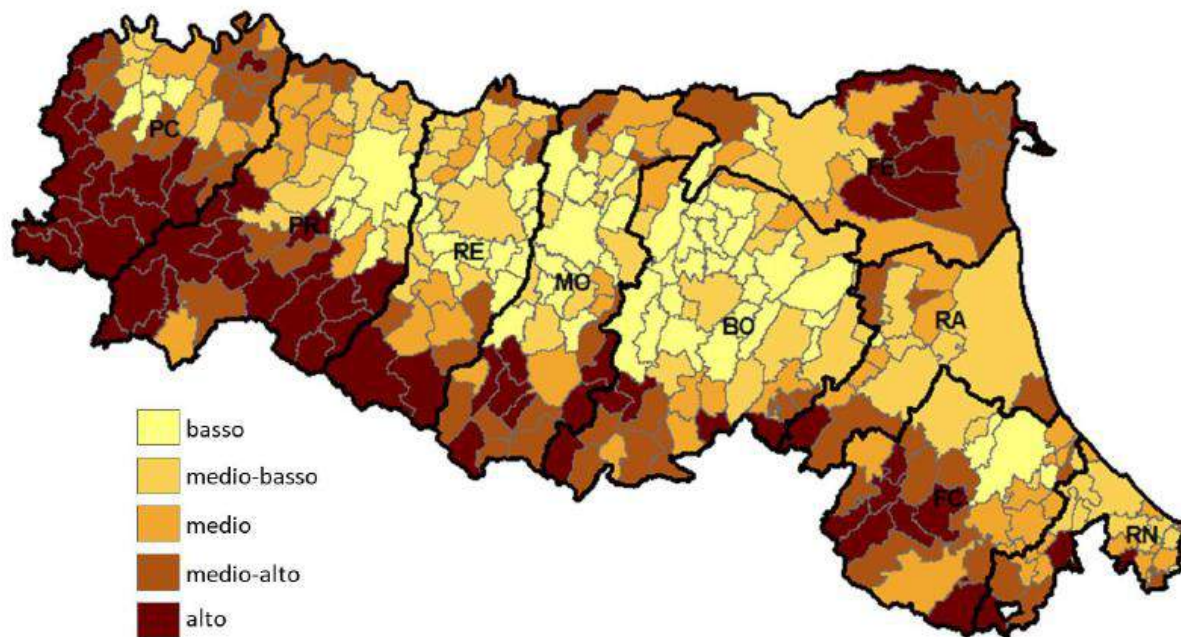 PC
FE
PR
RE
MO
BO
RA
FC
RN
basso
medio-basso
medio
medio-alto
alto